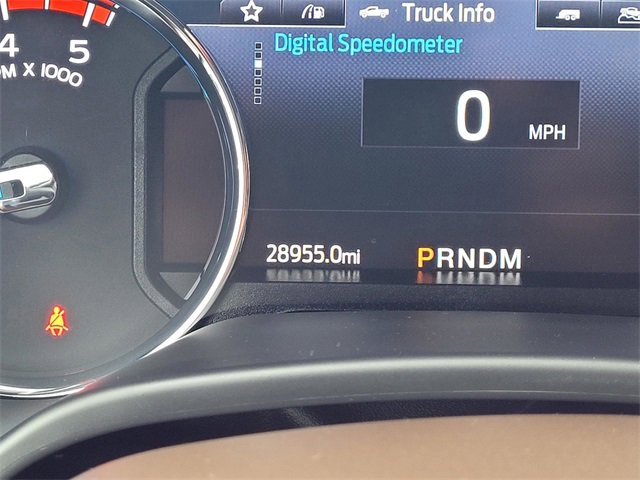 Truck Info
Digital Speedometer
4 5
0 MPH
X 1000
28955.0mi PRNDM